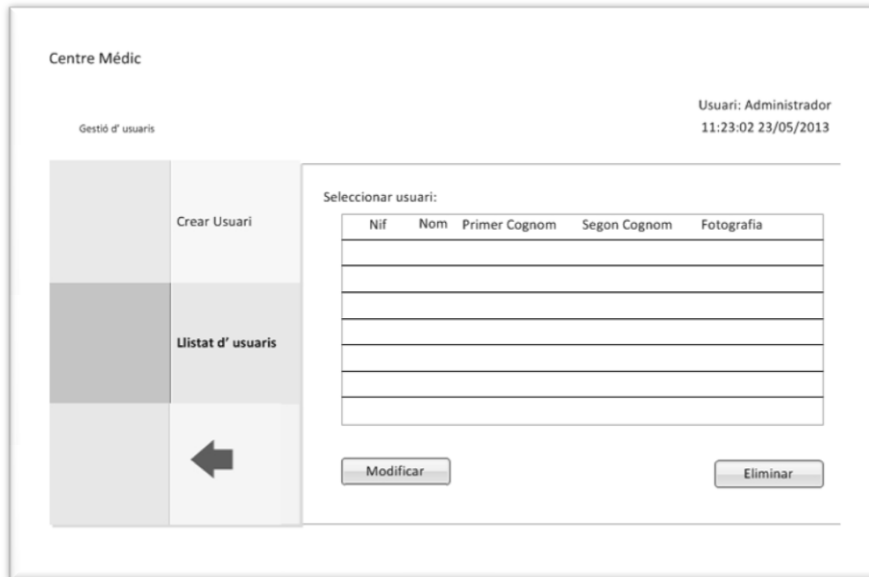 Centre Médic
Usuari: Administrador
Gestió d' usuaris
11:23:02 23/05/2013
Crear Usuari
Llistat d' usuaris
Seleccionar usuari:
Nif Nom Primer Cognom Segon Cognom Fotografia
Modificar
Eliminar